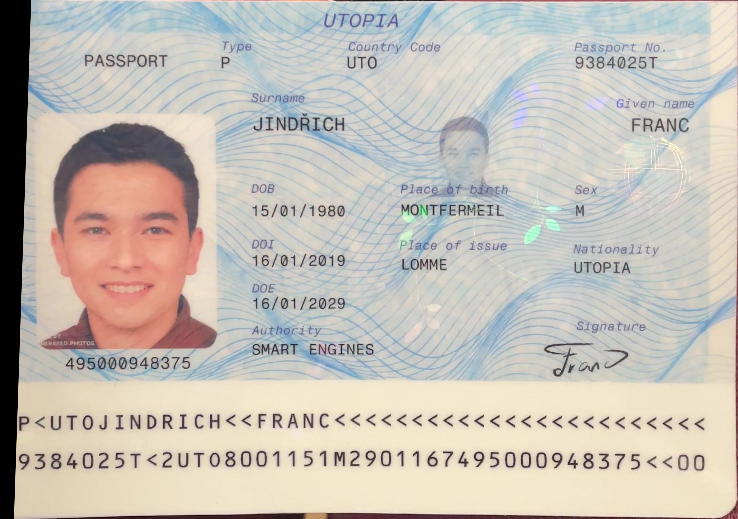 UTOPIA
PASSPORT
Type
P
Country Code
UTO
Passport No.
9384025T
Surname
JINDŘICH
Given name
FRANC
DOB
15/01/1980
Place of birth
MONTFERMEIL
Sex
M
DOI
16/01/2019
Place of issue
LOMME
Nationality
UTOPIA
DOE
16/01/2029
Authority
SMART ENGINES
Signature
Franc
495000948375
P<UTOJINDRICH<<FRANC<<<<<<<<<<<<<<<<<<<<<<<<
9384025T<2UTO8001151M2901167495000948375<<00